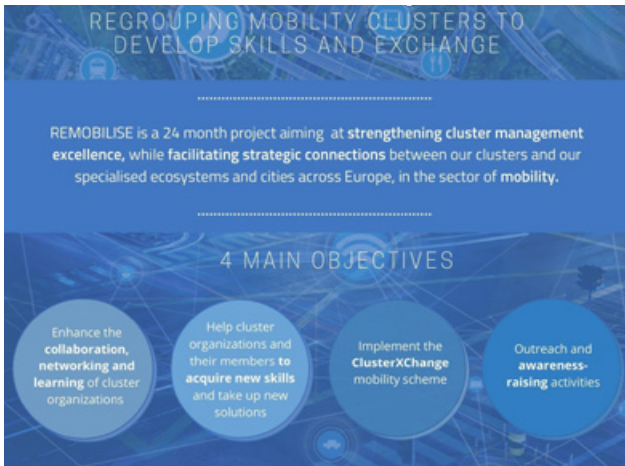 REGROUPING MOBILITY CLUSTERS TO
DEVELOP SKILLS AND EXCHANGE
REMOBILISE is a 24 month project aiming at strengthening cluster management
excellence, while facilitating strategic connections between our clusters and our
specialised ecosystems and cities across Europe, in the sector of mobility.
4 MAIN OBJECTIVES
Enhance the
collaboration,
networking and
learning of cluster
organizations
Help cluster
organizations and
their members to
acquire new skills
and take up new
solutions
Implement the
ClusterXChange
mobility scheme
Outreach and
awareness-
raising activities